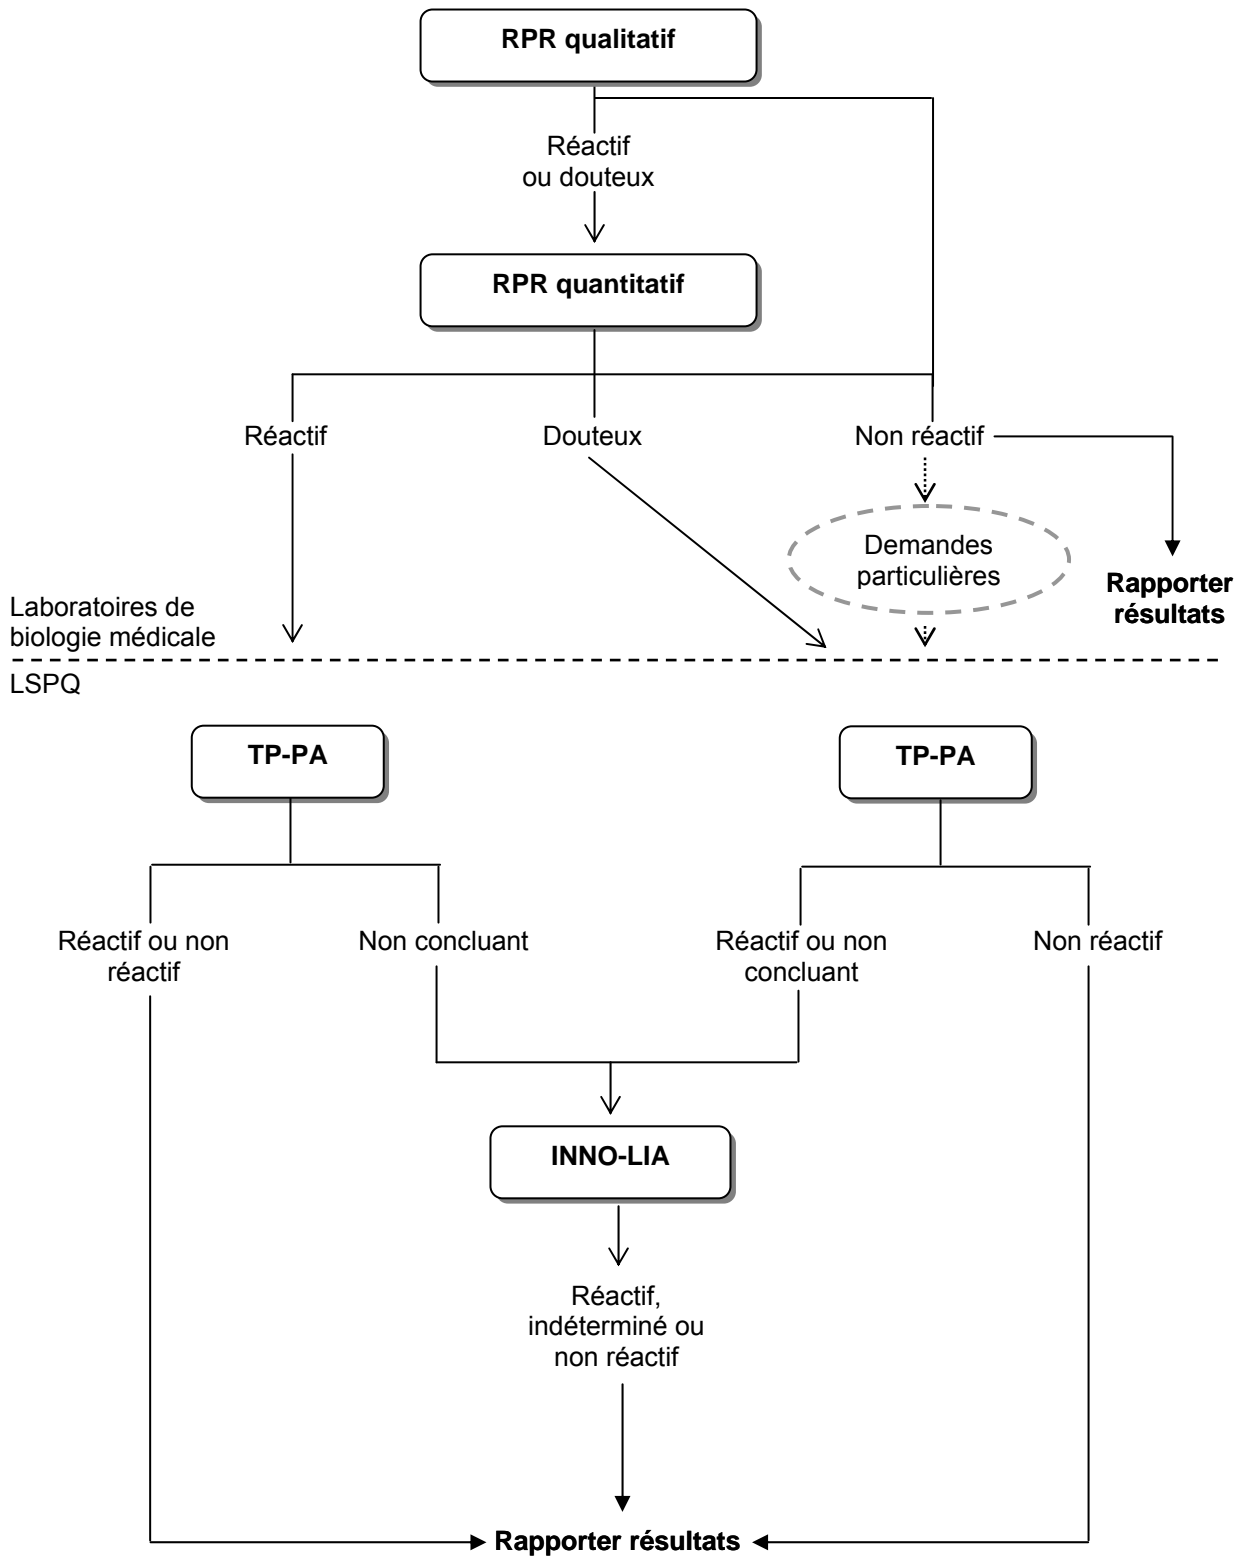 RPR qualitatif
Réactif
ou douteux
RPR quantitatif
Réactif
Douteux
Non réactif
Demandes
particulières
Rapporter
résultats
Laboratoires de
biologie médicale
LSPQ
TP-PA
TP-PA
Réactif ou non
réactif
Non concluant
Réactif ou non
concluant
Non réactif
INNO-LIA
Réactif,
indéterminé ou
non réactif
Rapporter résultats